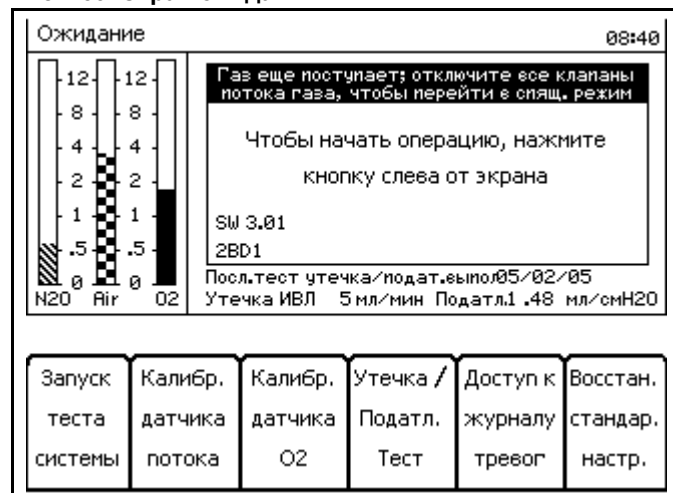 Ожидание 08:40
12 12
8 8
4 4
2 2
1 1
.5 .5
0 0
N2O Air O2
Газ еще поступает; отключите все клапаны
потока газа, чтобы перейти в спящ. режим
Чтобы начать операцию, нажмите
кнопку слева от экрана
SW 3.01
2BD1
Посл.тест утечка/подат.выпол05/02/05
Утечка ИВЛ 5 мл/мин Податл.1 .48 мл/смH2O
Запуск
теста
системы
Калибр.
датчика
потока
Калибр.
датчика
O2
Утечка /
Податл.
Тест
Доступ к
журналу
тревог
Восстан.
стандар.
настр.